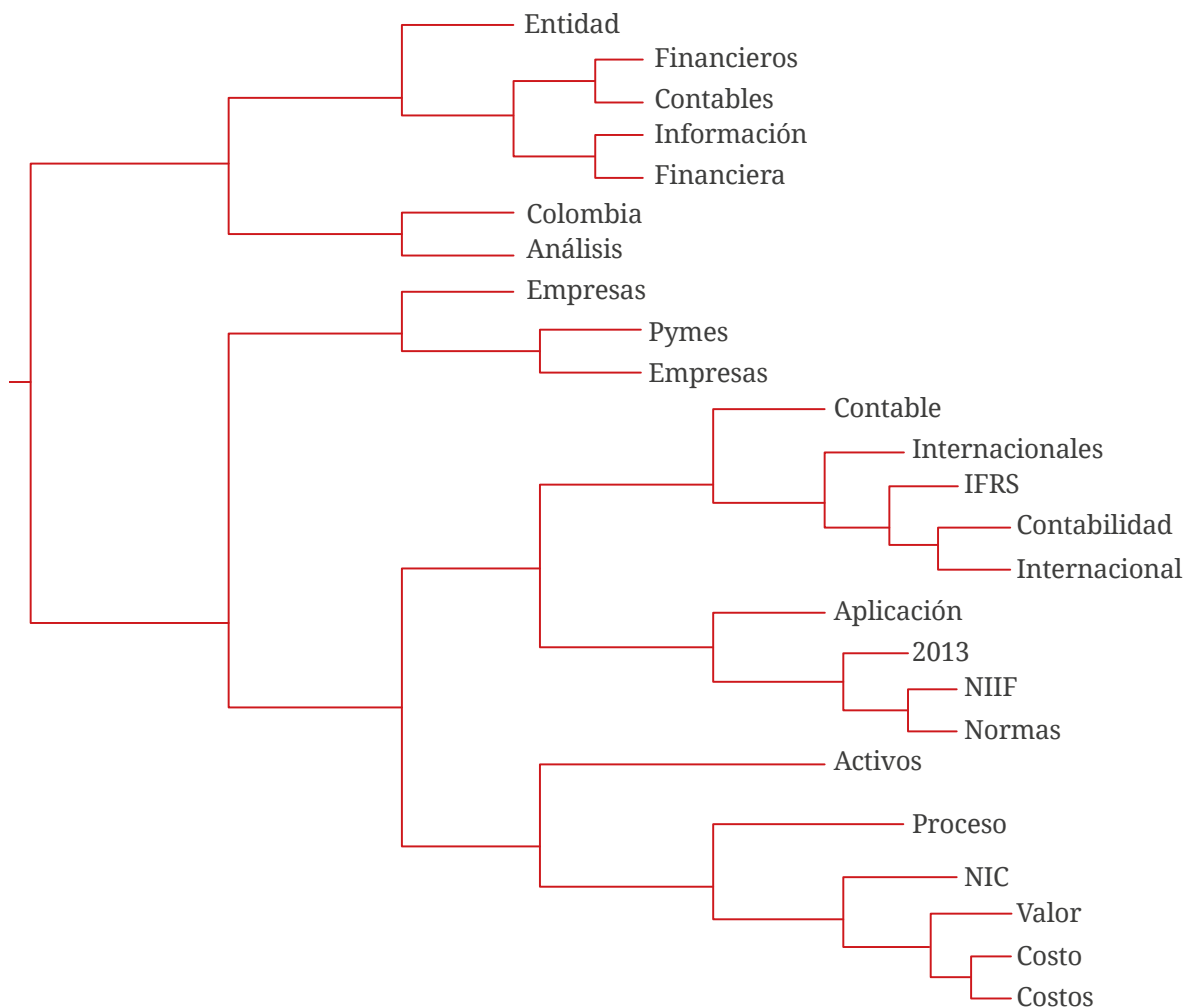 Entidad
Financieros
Contables
Información
Financiera
Colombia
Análisis
Empresas
Pymes
Empresas
Contable
Internacionales
IFRS
Contabilidad
Internacional
Aplicación
2013
NIIF
Normas
Activos
Proceso
NIC
Valor
Costo
Costos